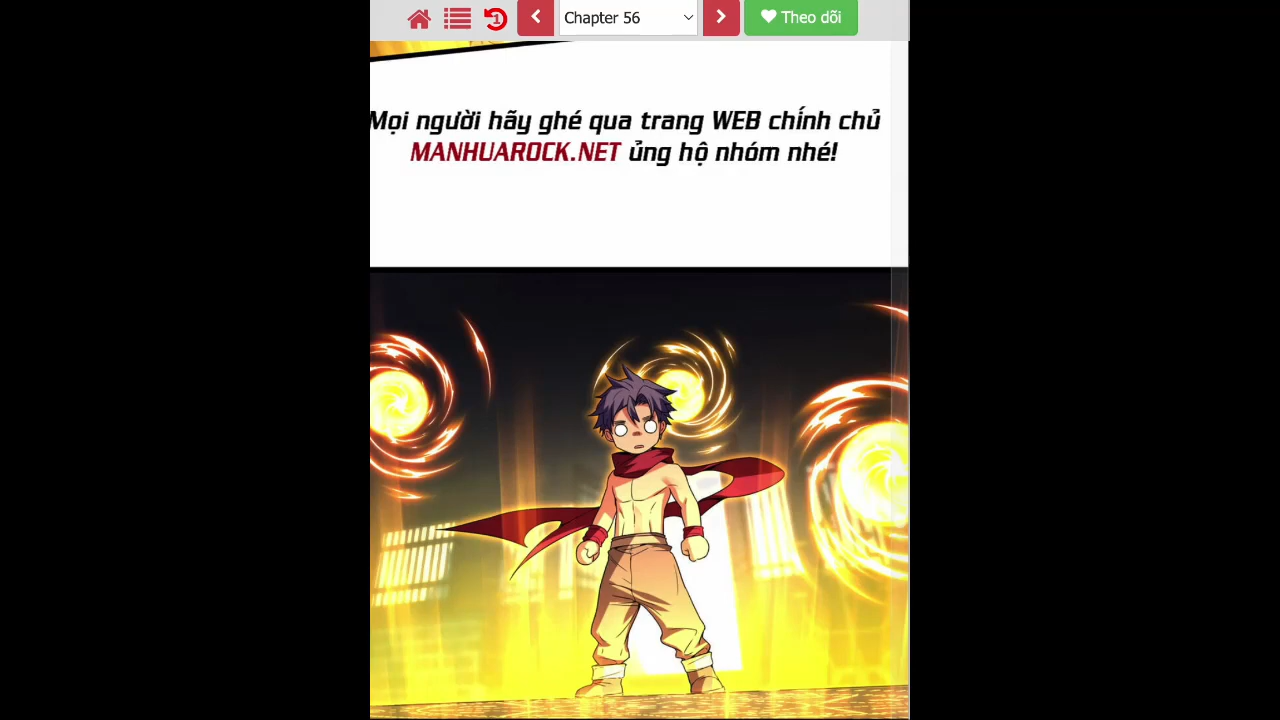 1
Chapter 56
Theo dõi
Mọi người hãy ghé qua trang WEB chính chủ
MANHUAROCK.NET ủng hộ nhóm nhé!